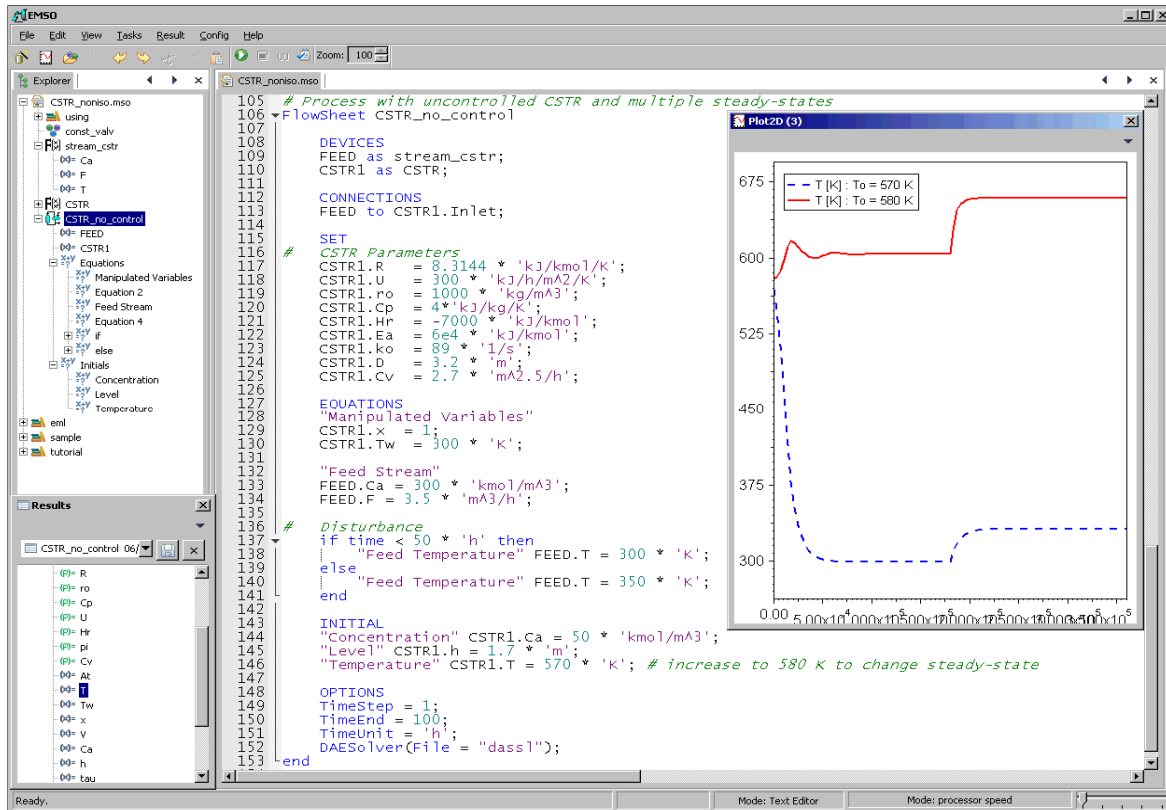 EMSO
File Edit View Tasks Result Config Help
Zoom: 100
Explorer
CSTR_noniso.mso
using
const_valv
stream_cstr
(x)= Ca
(x)= F
(x)= T
CSTR
CSTR_no_control
(x)= FEED
(x)= CSTR1
Equations
Manipulated Variables
Equation 2
Feed Stream
Equation 4
if
else
Initials
Concentration
Level
Temperature
eml
sample
tutorial
Results
CSTR_no_control 06/
(P)= R
(P)= ro
(P)= Cp
(P)= U
(P)= Hr
(P)= pi
(P)= Cv
(x)= At
(x)= T
(x)= Tw
(x)= x
(x)= V
(x)= Ca
(x)= h
(x)= tau
CSTR_noniso.mso
105 # Process with uncontrolled CSTR and multiple steady-states
106 FlowSheet CSTR_no_control
107
108 DEVICES
109 FEED as stream_cstr;
110 CSTR1 as CSTR;
111
112 CONNECTIONS
113 FEED to CSTR1.Inlet;
114
115 SET
116 # CSTR Parameters
117 CSTR1.R = 8.3144 * 'kJ/kmol/K';
118 CSTR1.U = 300 * 'kJ/h/m^2/K';
119 CSTR1.ro = 1000 * 'kg/m^3';
120 CSTR1.Cp = 4*'kJ/kg/K';
121 CSTR1.Hr = -7000 * 'kJ/kmol';
122 CSTR1.Ea = 6e4 * 'kJ/kmol';
123 CSTR1.ko = 89 * '1/s';
124 CSTR1.D = 3.2 * 'm';
125 CSTR1.Cv = 2.7 * 'm^2.5/h';
126
127 EQUATIONS
128 "Manipulated Variables"
129 CSTR1.x = 1;
130 CSTR1.Tw = 300 * 'K';
131
132 "Feed Stream"
133 FEED.Ca = 300 * 'kmol/m^3';
134 FEED.F = 3.5 * 'm^3/h';
135
136 # Disturbance
137 if time < 50 * 'h' then
138 "Feed Temperature" FEED.T = 300 * 'K';
139 else
140 "Feed Temperature" FEED.T = 350 * 'K';
141 end
142
143 INITIAL
144 "Concentration" CSTR1.Ca = 50 * 'kmol/m^3';
145 "Level" CSTR1.h = 1.7 * 'm';
146 "Temperature" CSTR1.T = 570 * 'K'; # increase to 580 K to change steady-state
147
148 OPTIONS
149 TimeStep = 1;
150 TimeEnd = 100;
151 TimeUnit = 'h';
152 DAESolver(File = "dassl");
153 end
Plot2D (3)
T [K] : To = 570 K
T [K] : To = 580 K
675
600
525
450
375
300
0.00
Ready. Mode: Text Editor Mode: processor speed